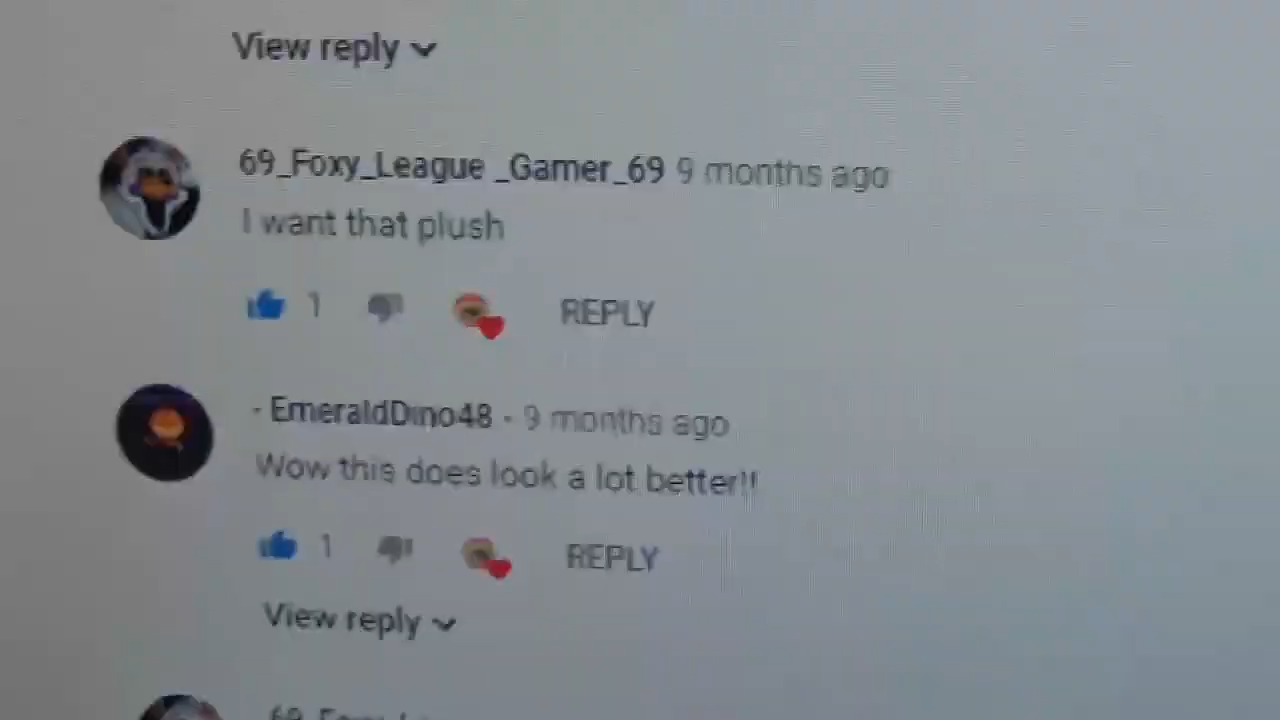 View reply
69_Foxy_League _Gamer_69 9 months ago
I want that plush
1 REPLY
- EmeraldDino48 - 9 months ago
Wow this does look a lot better!!
1 REPLY
View reply